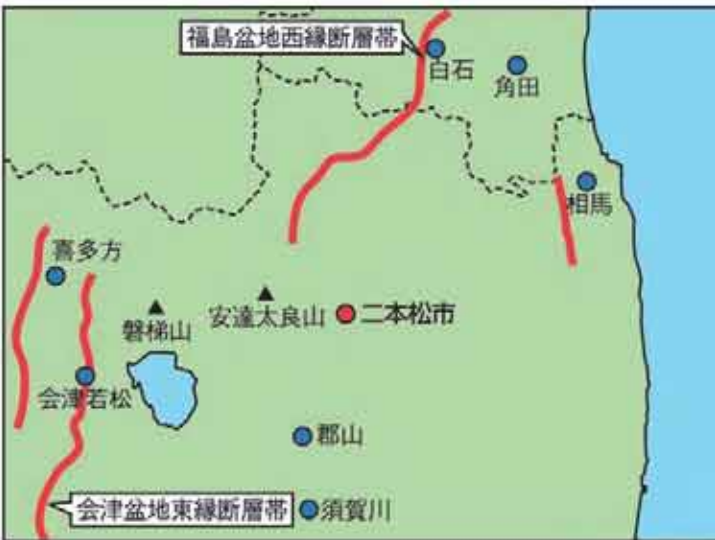 福島盆地西縁断層帯
白石
角田
相馬
喜多方
磐梯山
安達太良山
二本松市
会津若松
郡山
会津盆地東縁断層帯
須賀川